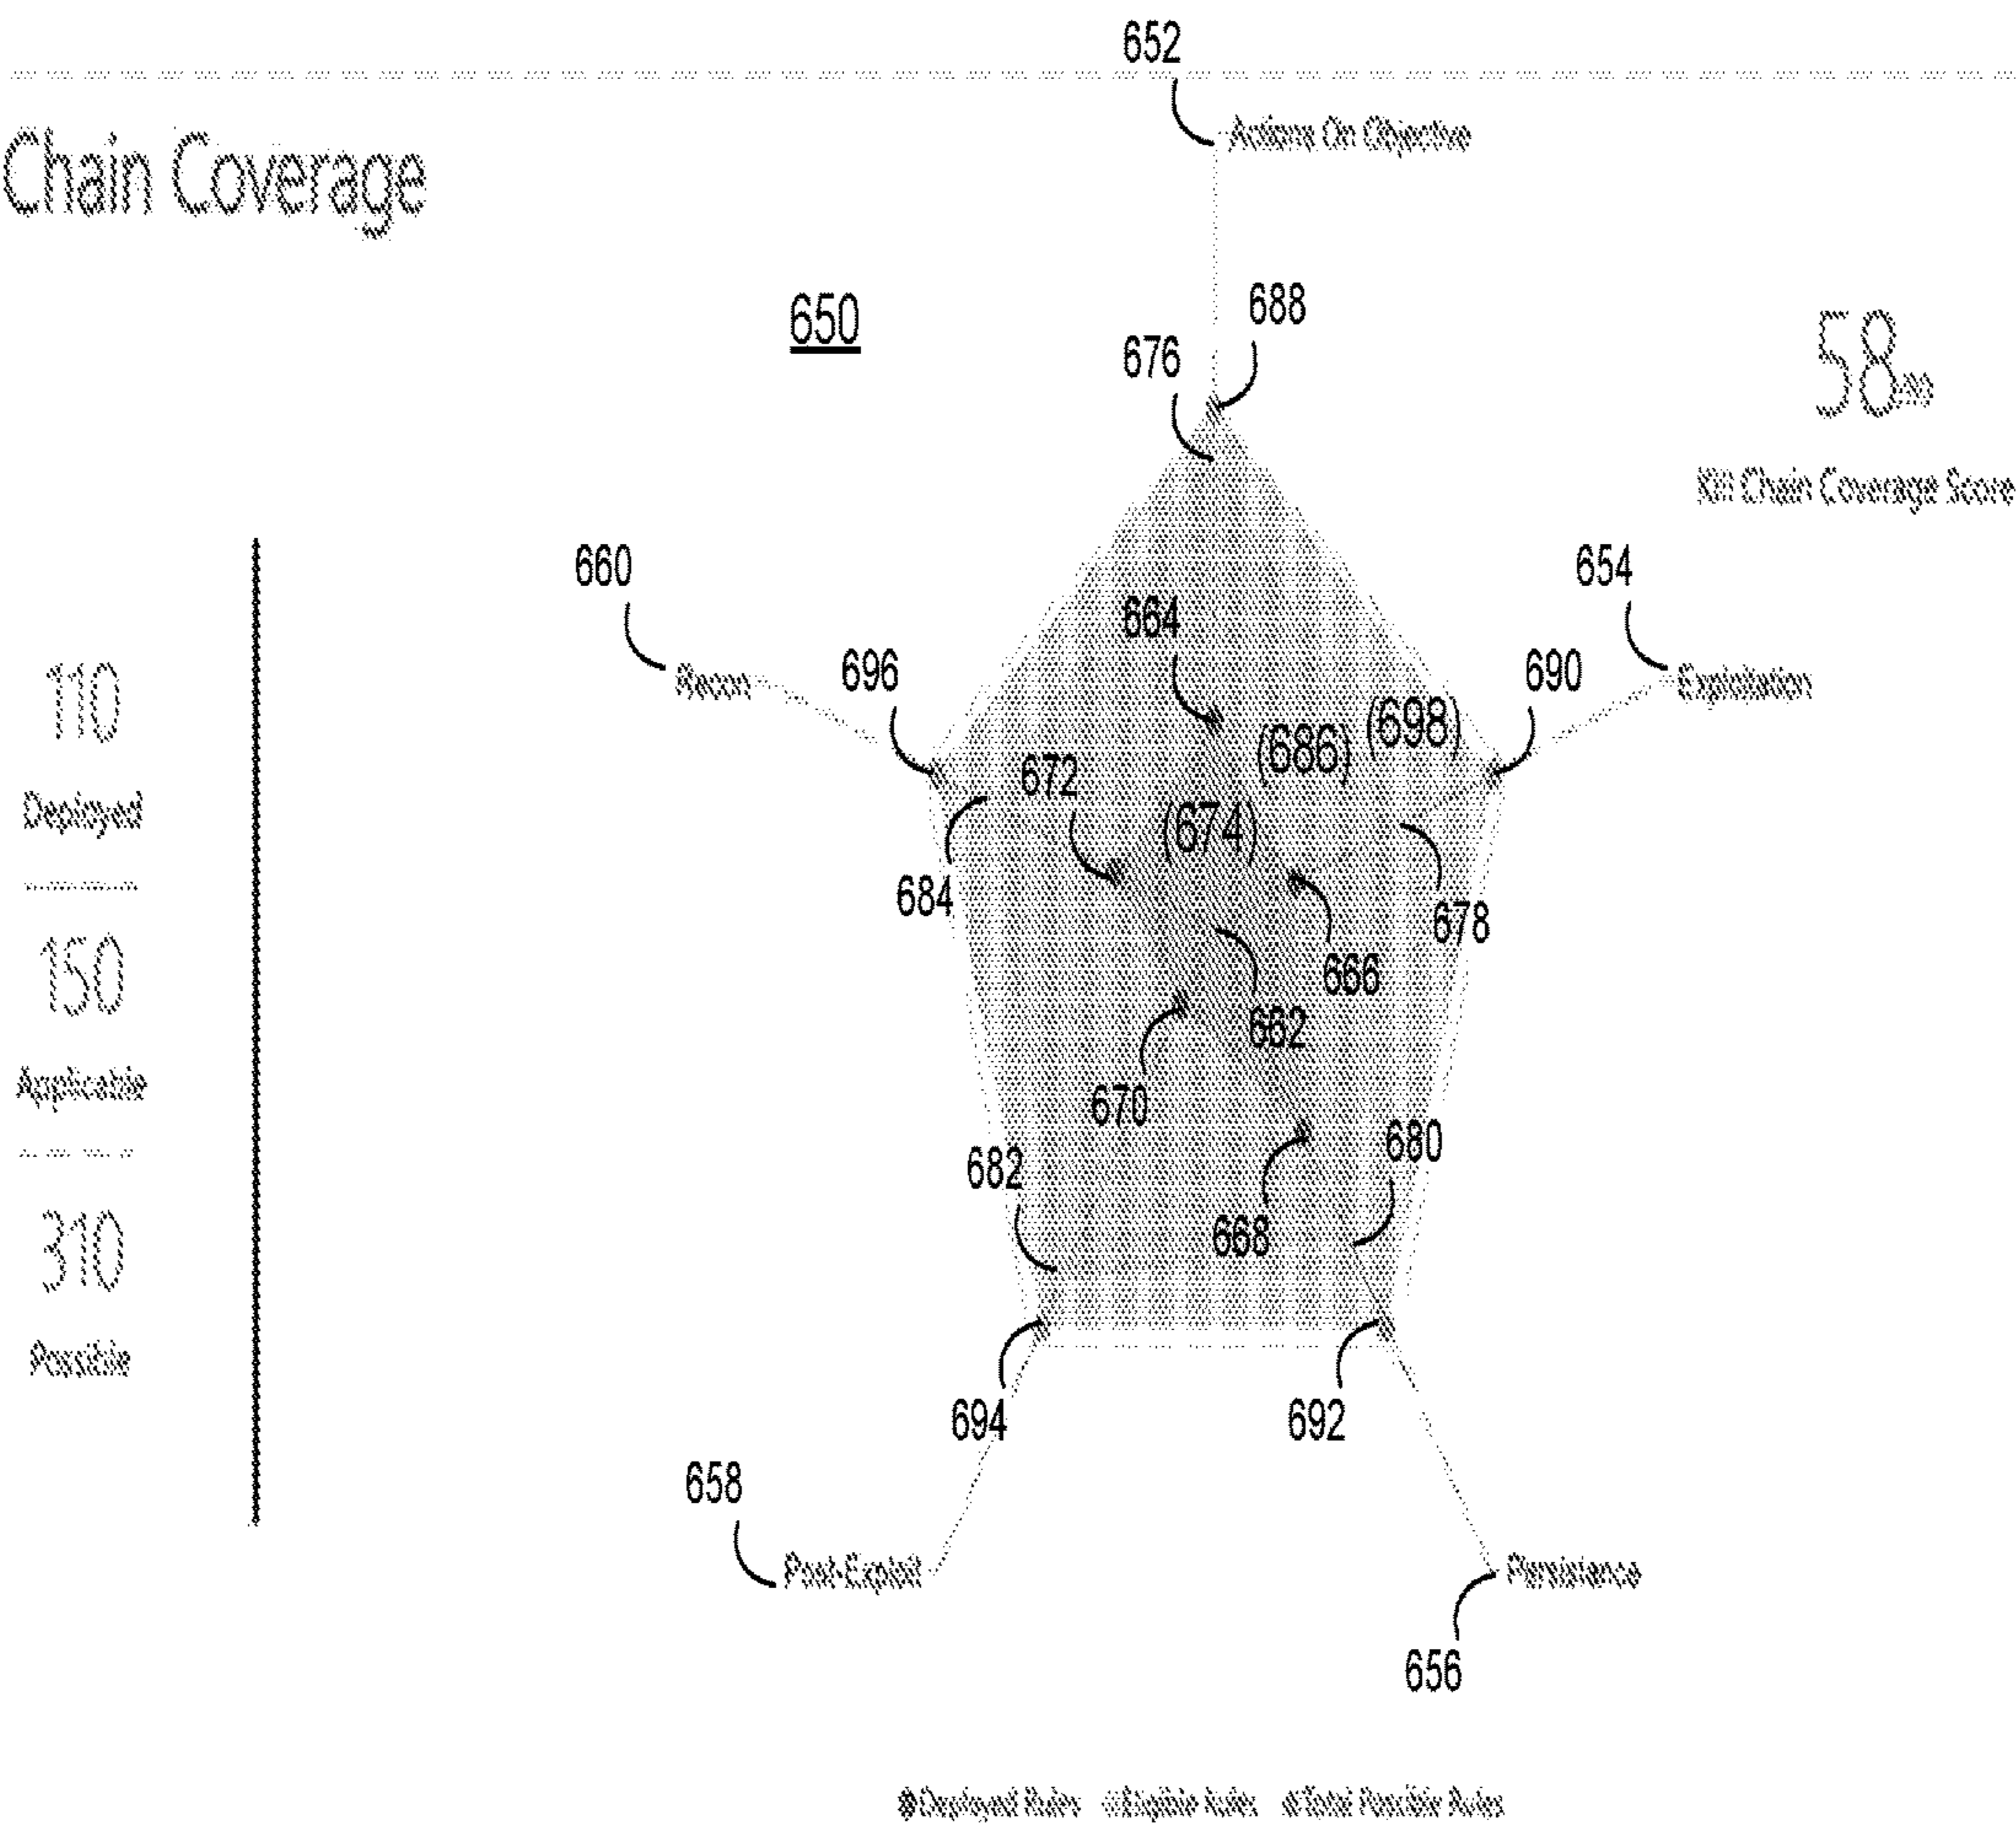 652
Actions On Objective
Chain Coverage
650
688
676
58
Kill Chain Coverage Score
660
654
664
Recon
696
690
Exploitation
110
(686)
(698)
672
Deployed
(674)
684
678
150
666
662
Applicable
670
680
682
310
668
Possible
694
692
658
Post-Exploit
Persistence
656
Deployed Rules Eligible Rules Total Possible Rules